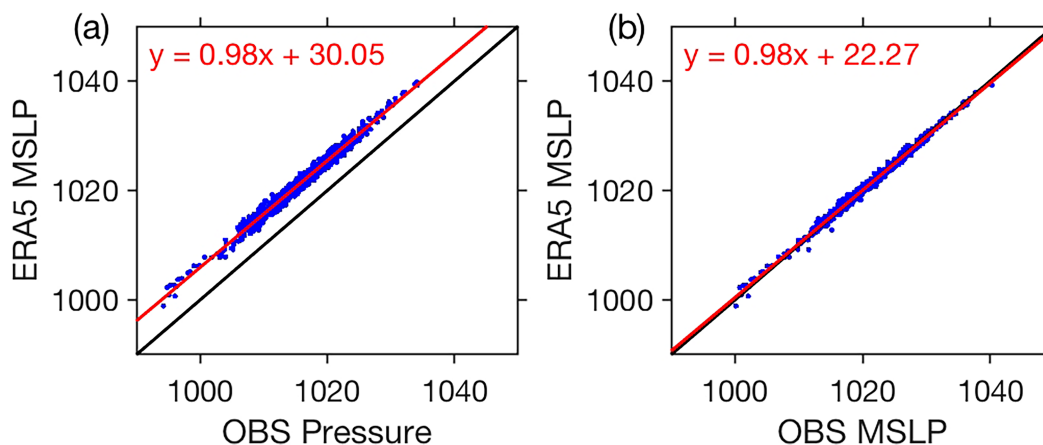 (a)
y = 0.98x + 30.05
ERA5 MSLP
1040
1020
1000
1000 1020 1040
OBS Pressure
(b)
y = 0.98x + 22.27
ERA5 MSLP
1040
1020
1000
1000 1020 1040
OBS MSLP